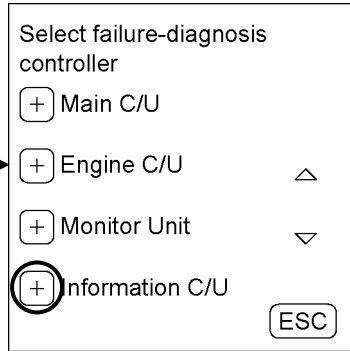 Select failure-diagnosis
controller
+ Main C/U
+ Engine C/U
+ Monitor Unit
+ Information C/U
ESC